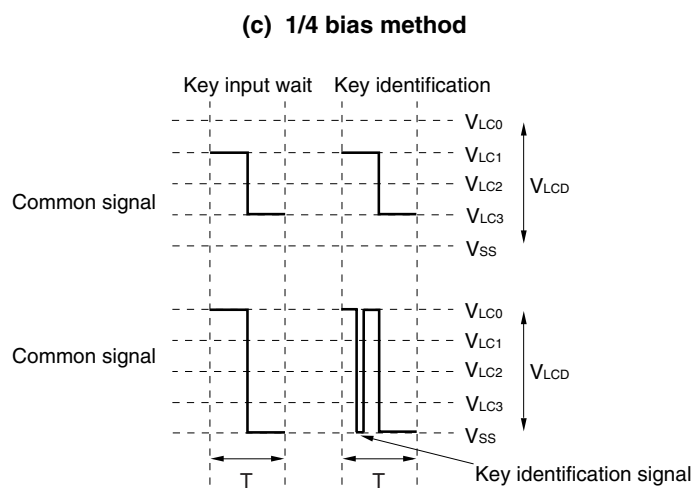 (c) 1/4 bias method
Key input wait
Key identification
VLC0
VLC1
VLC2
VLC3
VSS
VLCD
Common signal
VLC0
VLC1
VLC2
VLC3
VSS
VLCD
Common signal
T
T
Key identification signal